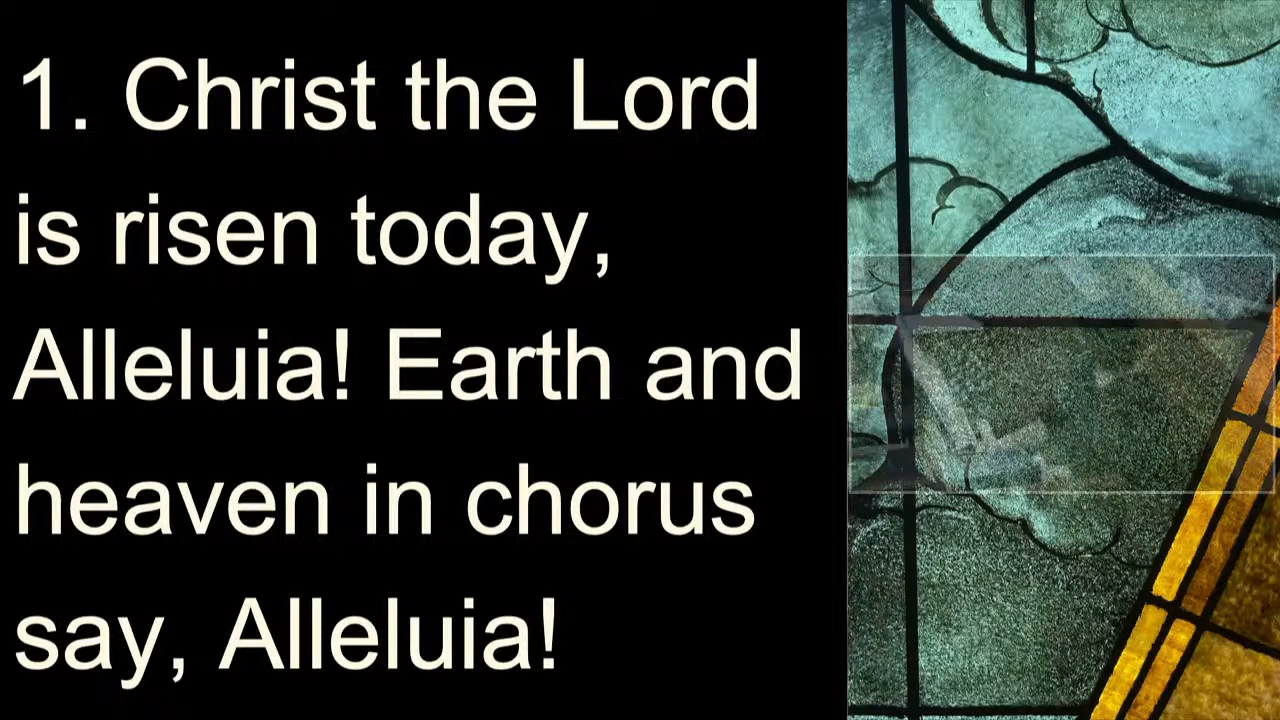 1. Christ the Lord
is risen today,
Alleluia! Earth and
heaven in chorus
say, Alleluia!